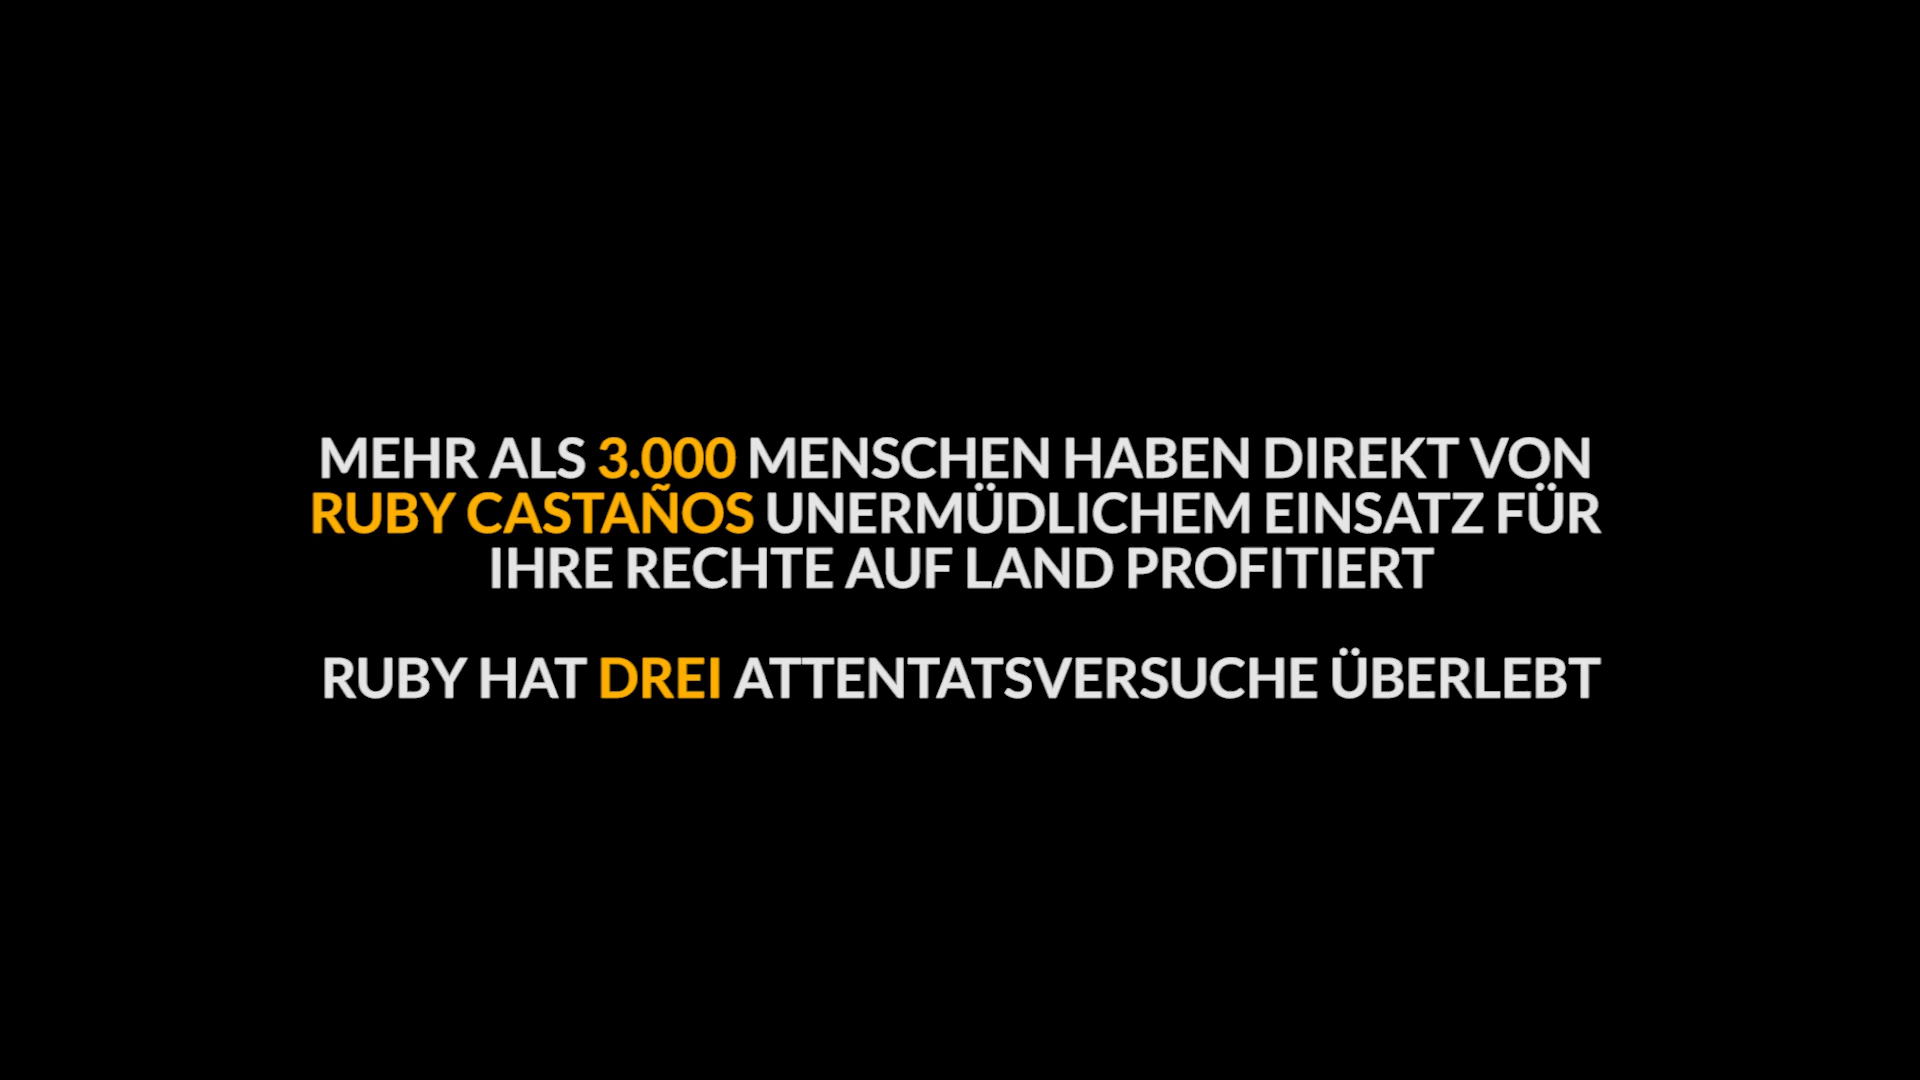 MEHR ALS 3.000 MENSCHEN HABEN DIREKT VON
RUBY CASTAÑOS UNERMÜDLICHEM EINSATZ FÜR
IHRE RECHTE AUF LAND PROFITIERT
RUBY HAT DREI ATTENTATSVERSUCHE ÜBERLEBT